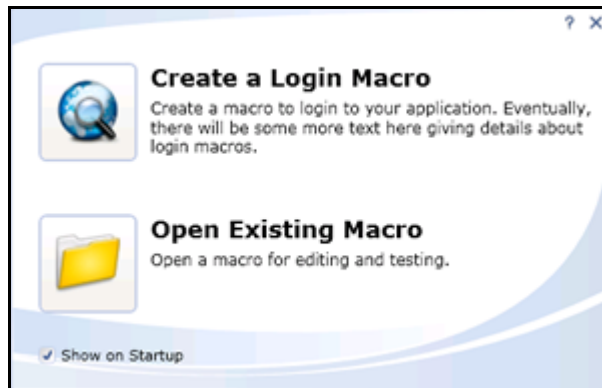 ? X
Create a Login Macro
Create a macro to login to your application. Eventually,
there will be some more text here giving details about
login macros.
Open Existing Macro
Open a macro for editing and testing.
Show on Startup